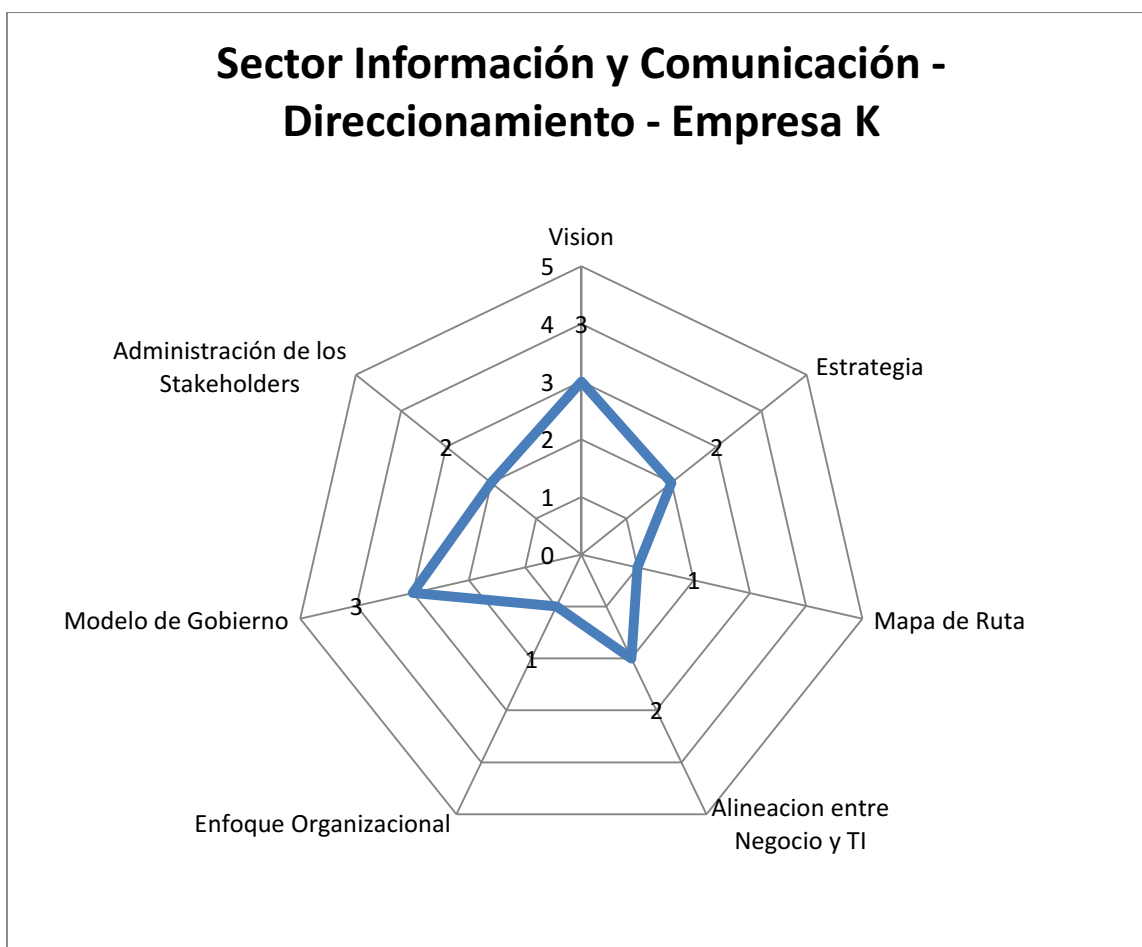 Sector Información y Comunicación -
Direccionamiento - Empresa K
Vision
5
4
3
3
Administración de los
Stakeholders
Estrategia
2
2
2
1
0
1
Modelo de Gobierno
3
Mapa de Ruta
1
2
Enfoque Organizacional
Alineacion entre
Negocio y TI